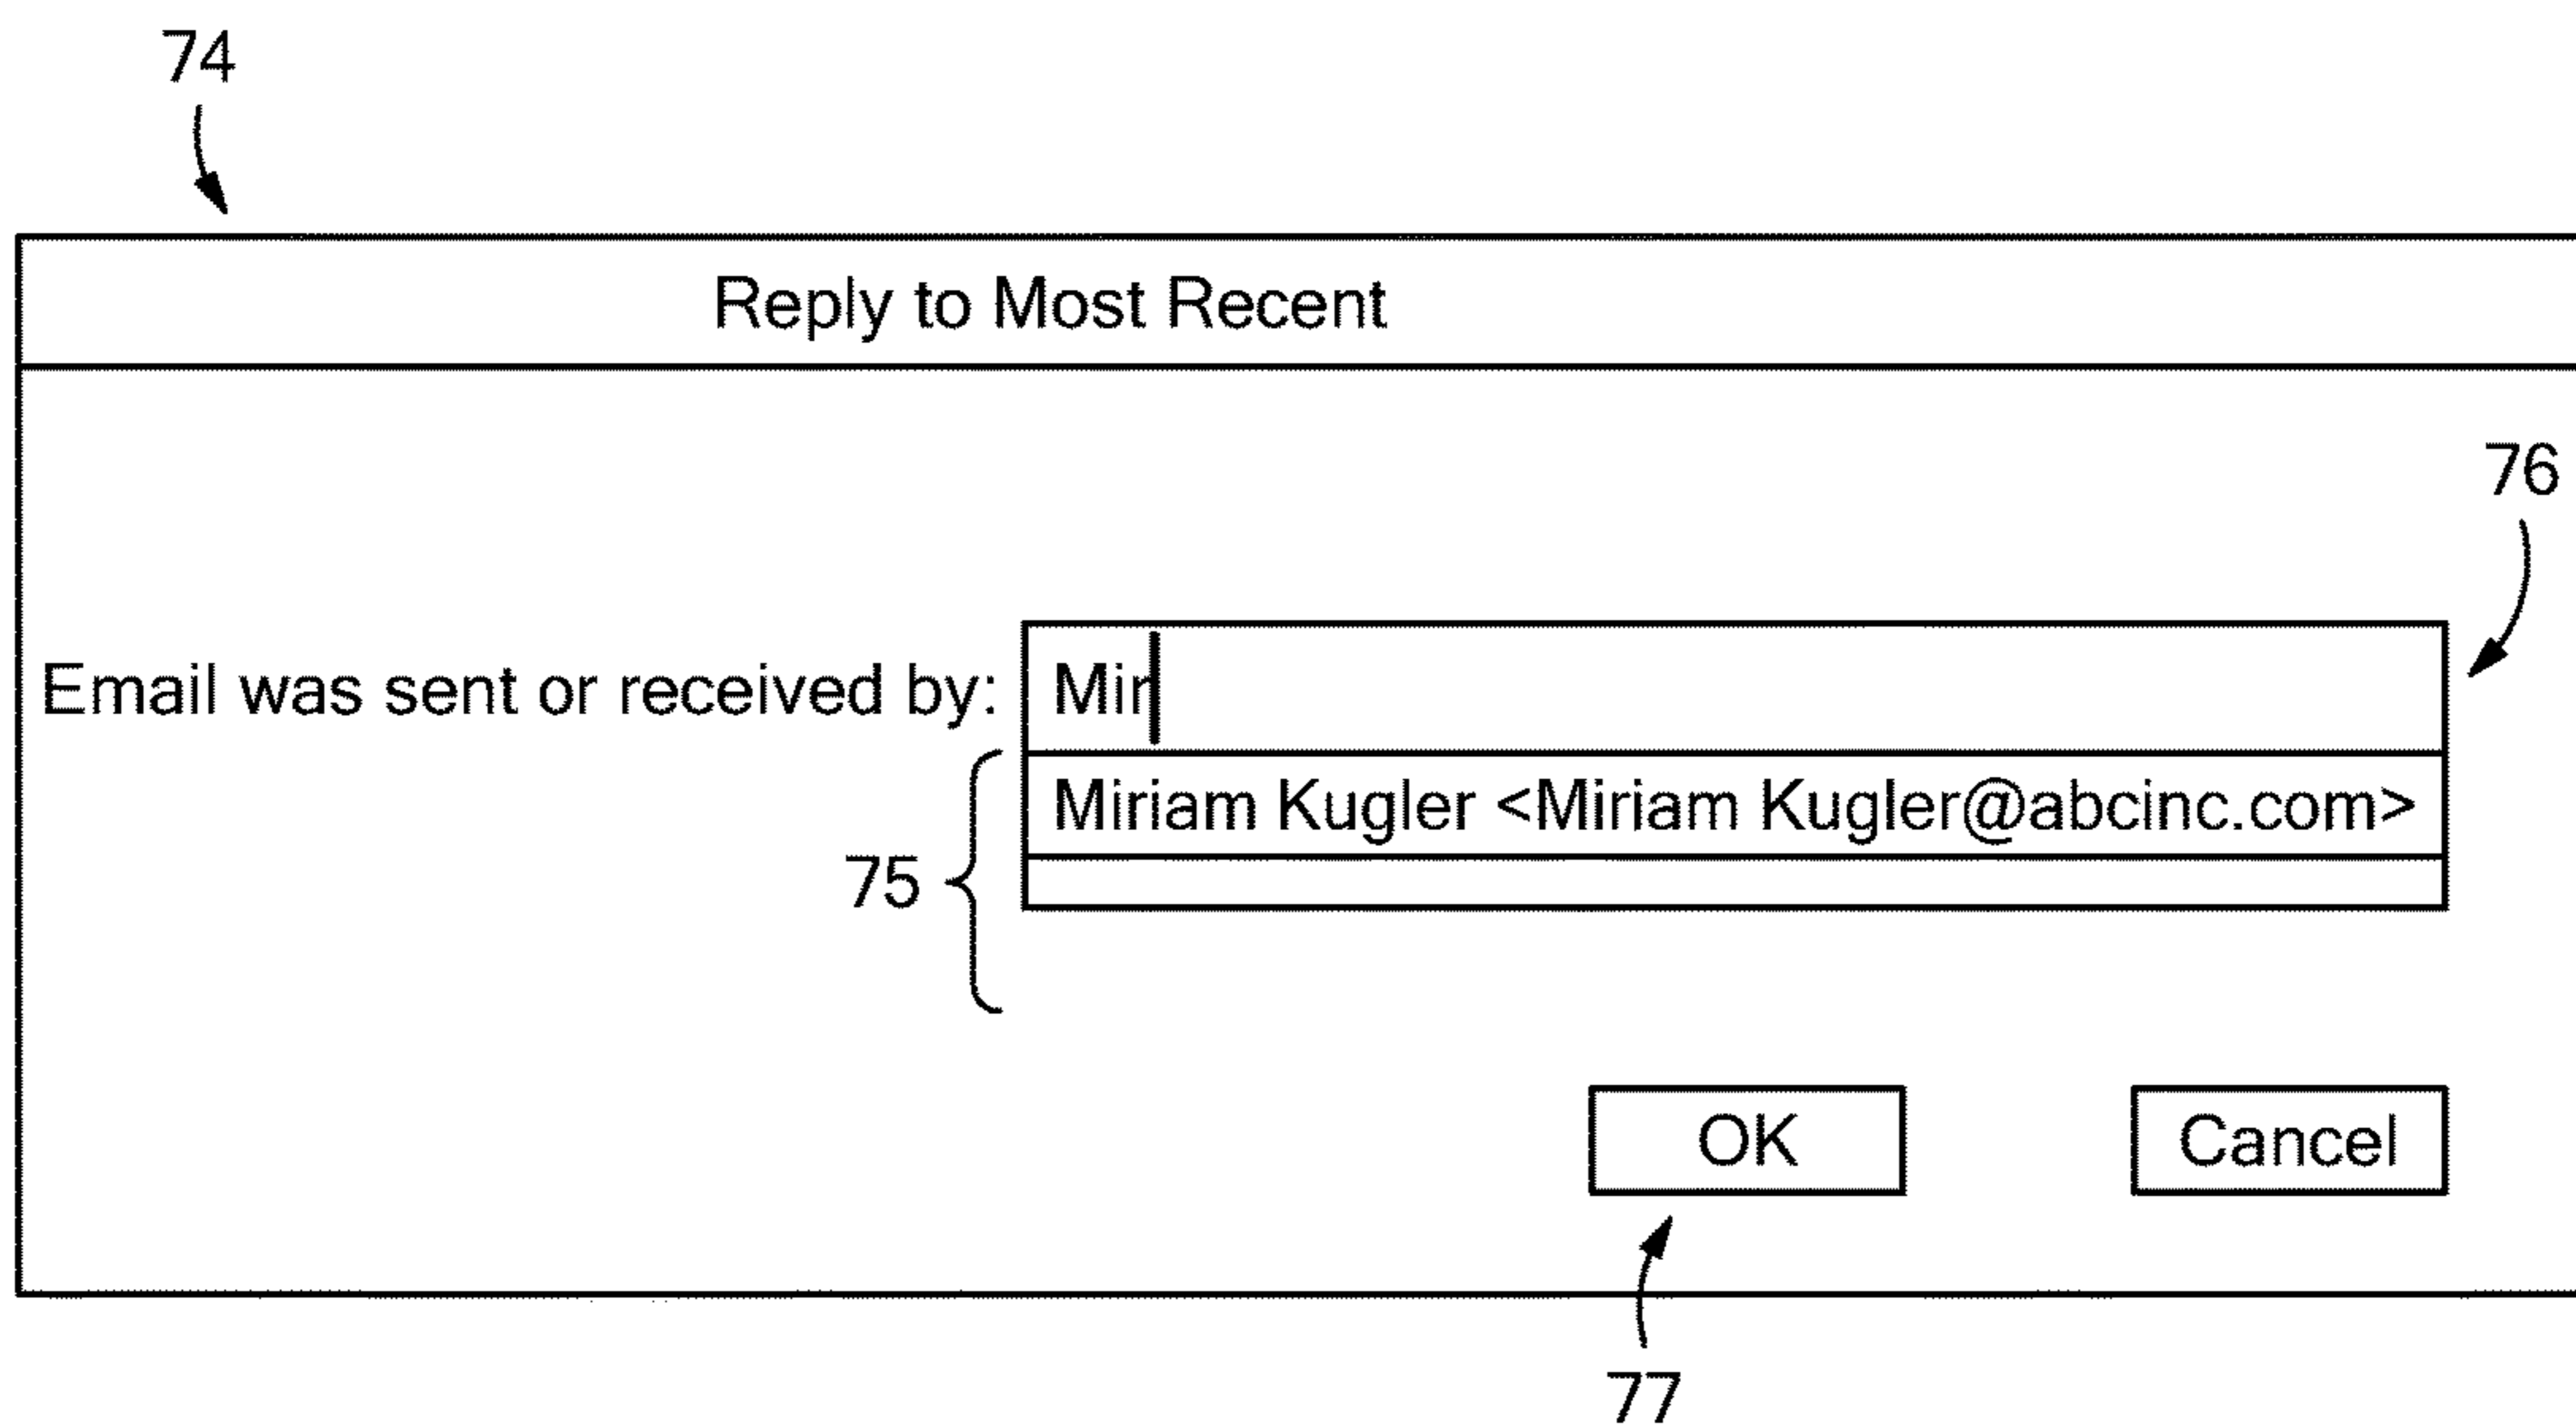 74
Reply to Most Recent
76
Email was sent or received by: Mir
Miriam Kugler <Miriam Kugler@abcinc.com>
75
OK Cancel
77